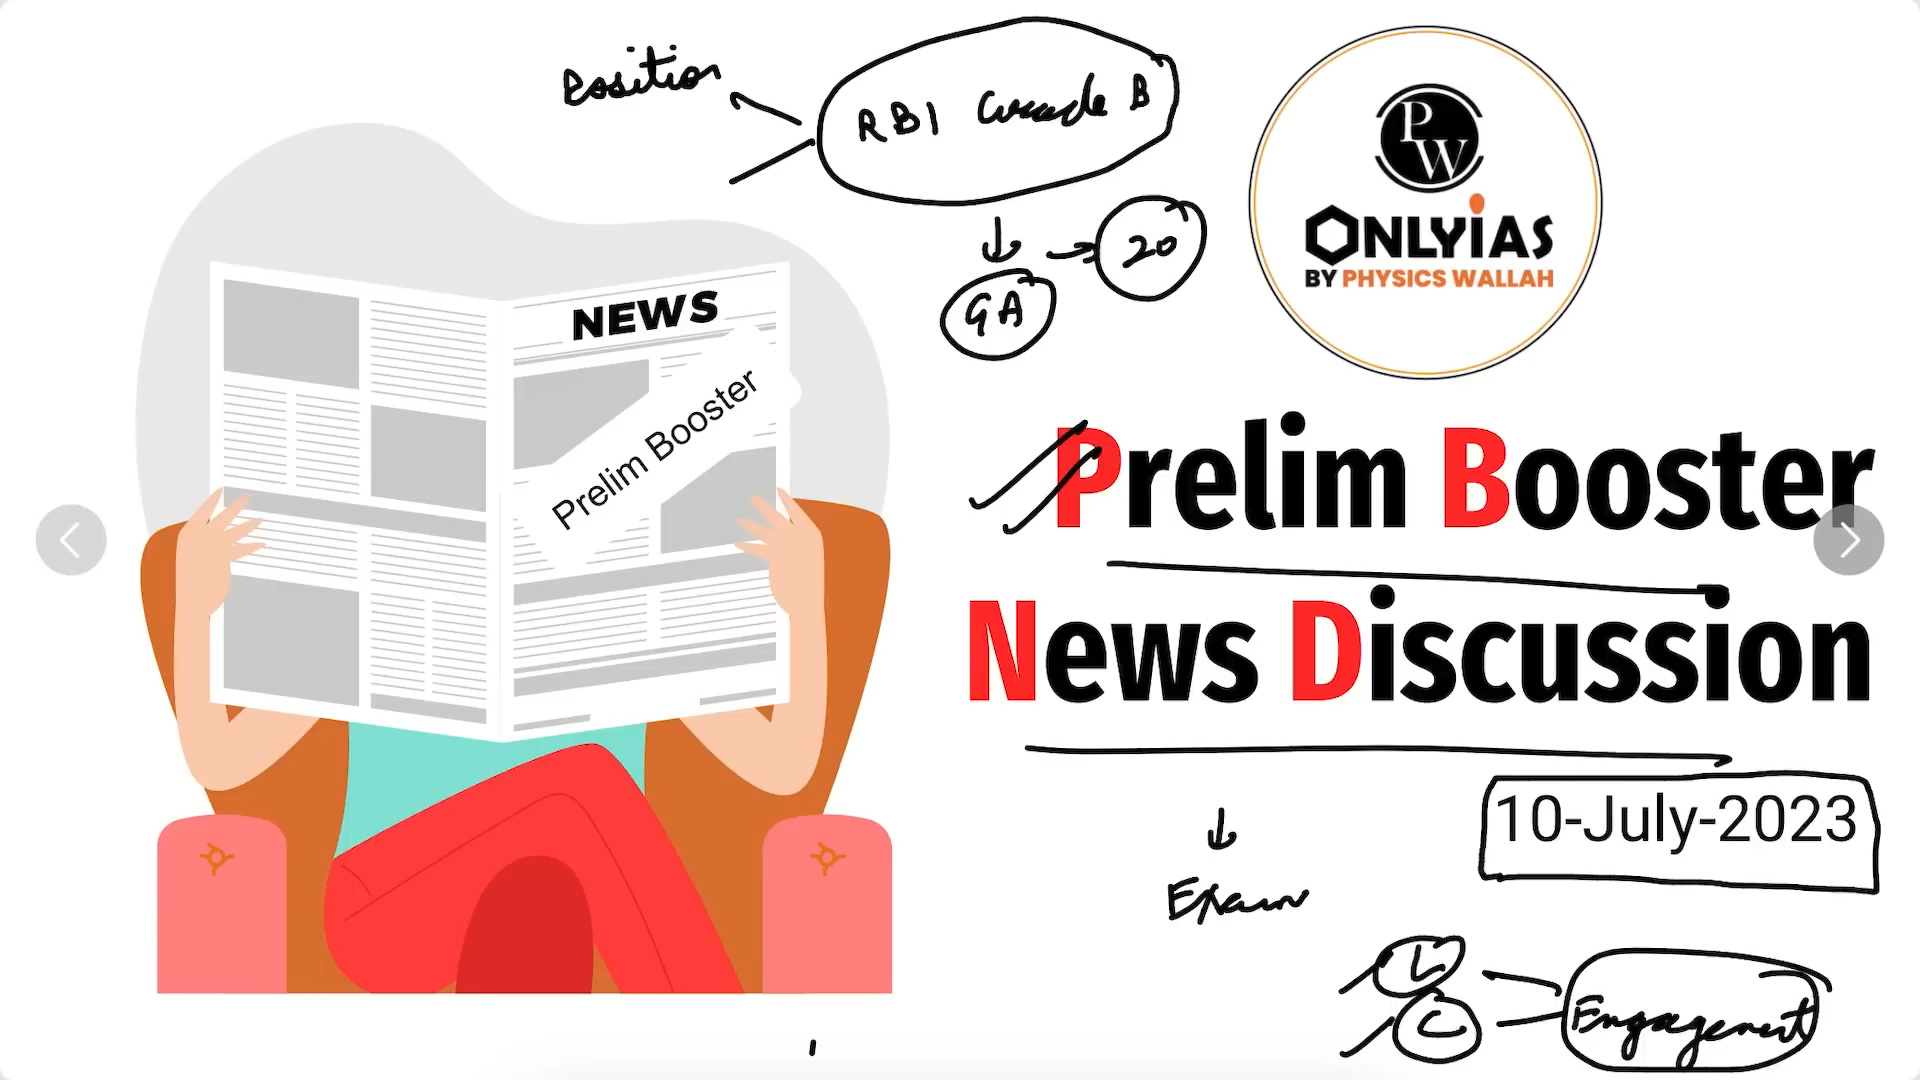 Position
RBI Grade B
20
GA
PW
ONLYIAS
BY PHYSICS WALLAH
NEWS
Prelim Booster
Prelim Booster
News Discussion
10-July-2023
Exam
L
C
Engagement